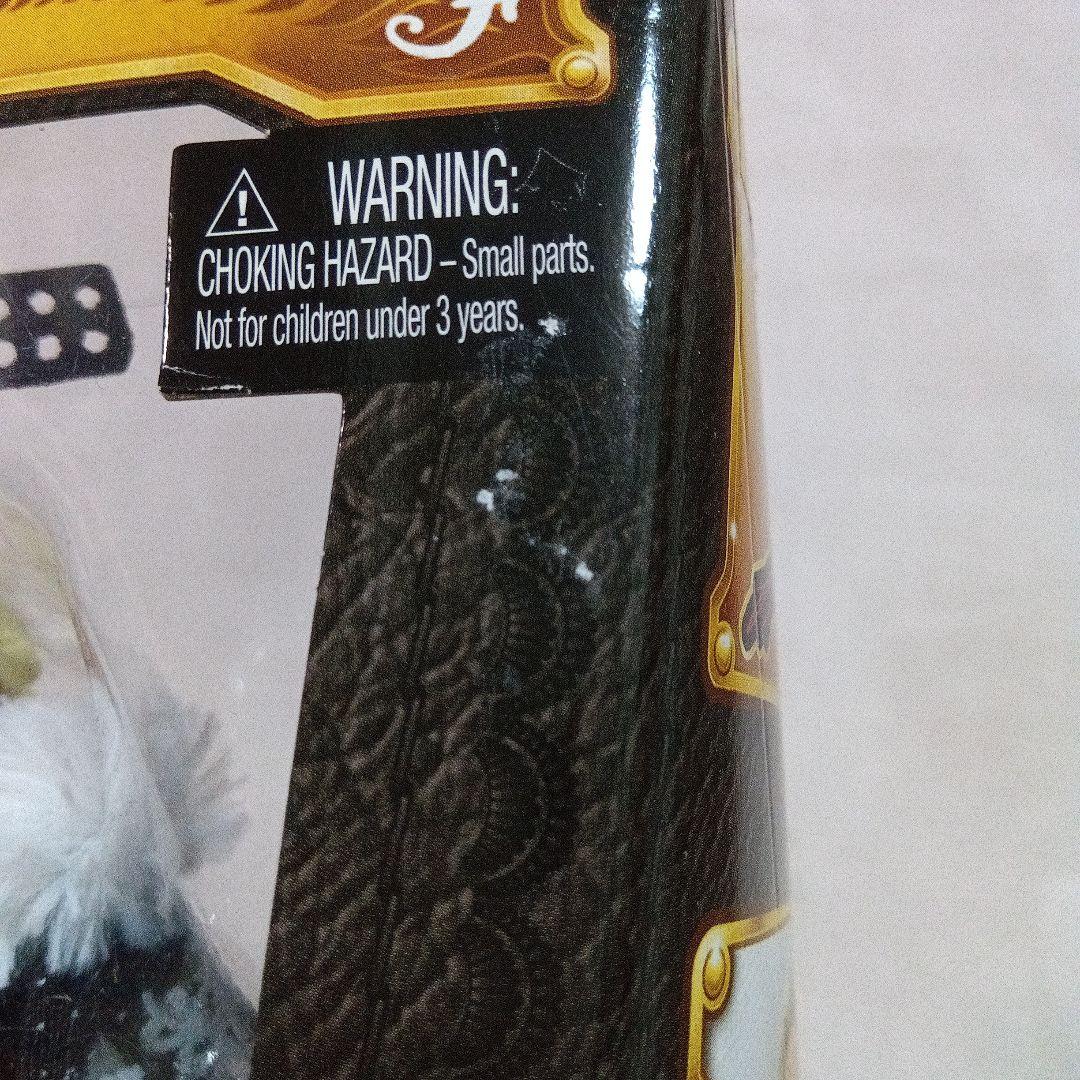 WARNING:
CHOKING HAZARD – Small parts.
Not for children under 3 years.